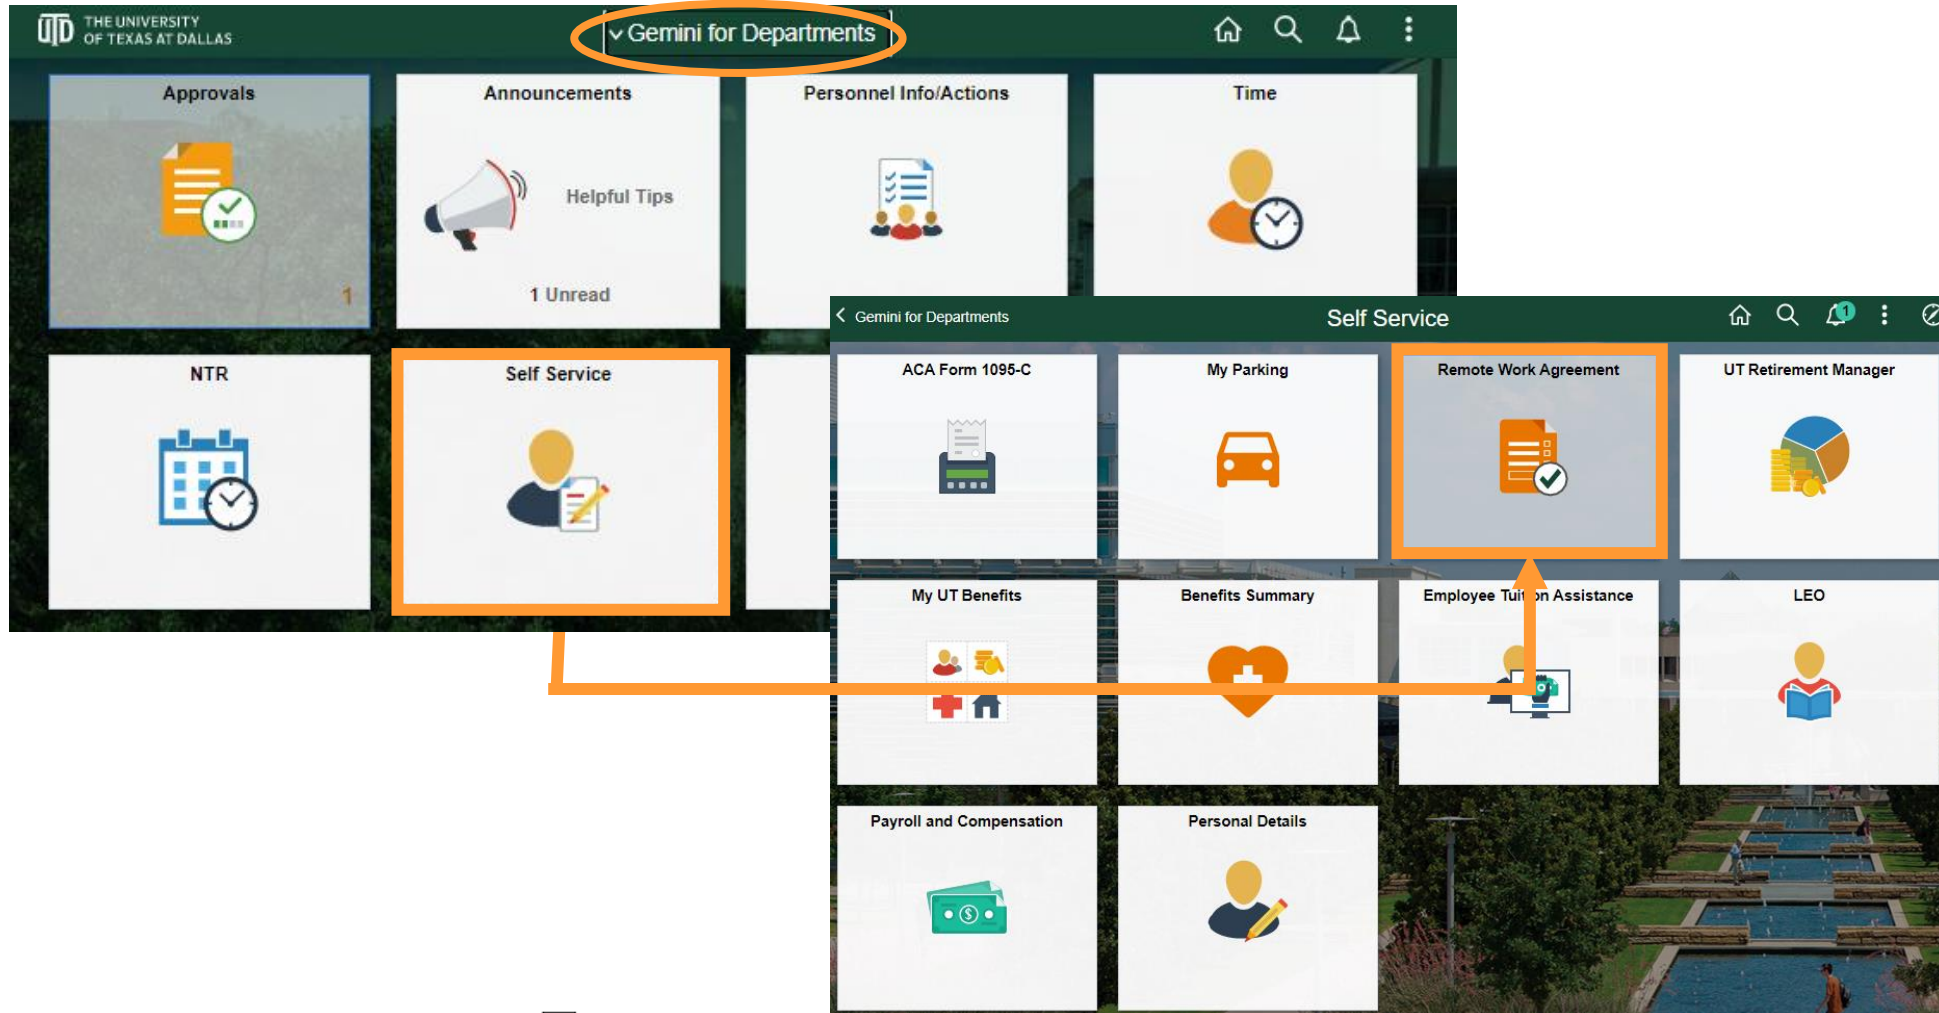 THE UNIVERSITY
OF TEXAS AT DALLAS
Gemini for Departments
Approvals
Announcements
Personnel Info/Actions
Time
Helpful Tips
1
1 Unread
NTR
Self Service
Gemini for Departments
Self Service
1
ACA Form 1095-C
My Parking
Remote Work Agreement
UT Retirement Manager
My UT Benefits
Benefits Summary
Employee Tuition Assistance
LEO
Payroll and Compensation
Personal Details